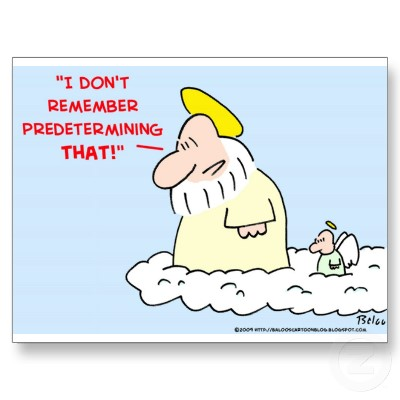 "I DON'T
REMEMBER
PREDETERMINING
THAT!"
©2009 HTTP://BALOOSCARTOONBLOG.BLOGSPOT.COM